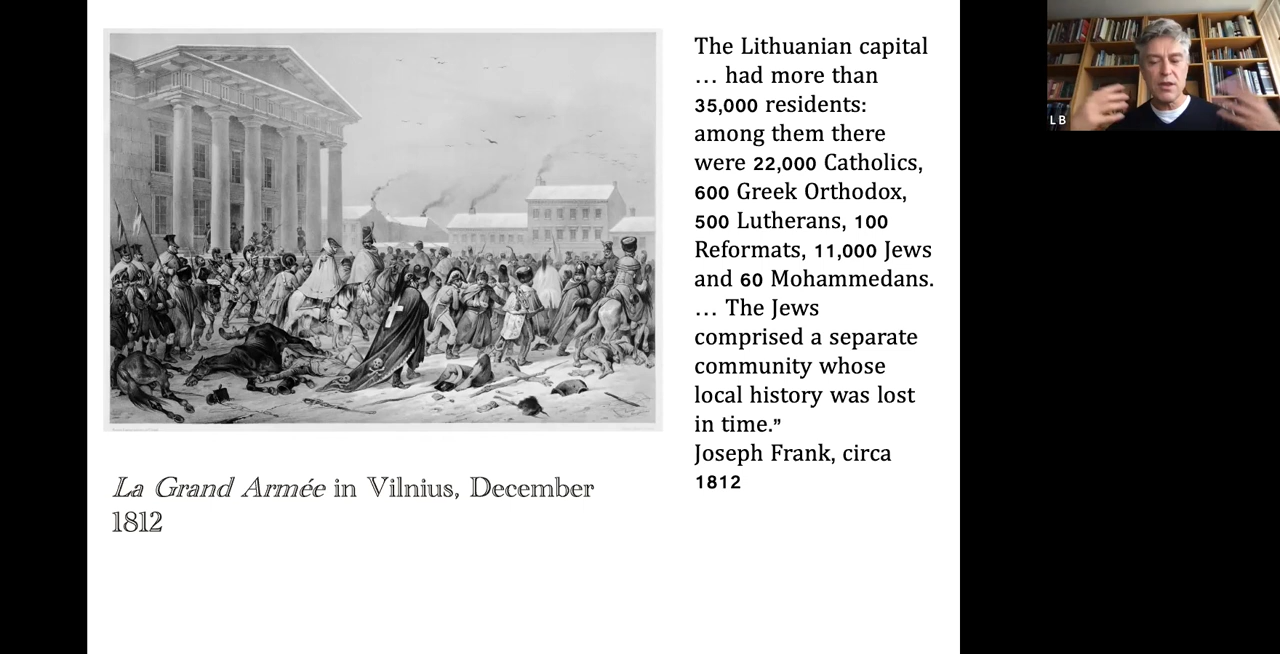 The Lithuanian capital
… had more than
35,000 residents:
among them there
were 22,000 Catholics,
600 Greek Orthodox,
500 Lutherans, 100
Reformats, 11,000 Jews
and 60 Mohammedans.
… The Jews
comprised a separate
community whose
local history was lost
in time.”
Joseph Frank, circa
1812
La Grand Armée in Vilnius, December
1812
L B